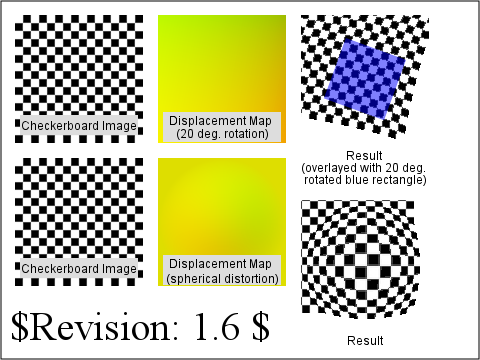 Checkerboard Image
Displacement Map
(20 deg. rotation)
Result
(overlayed with 20 deg.
rotated blue rectangle)
Checkerboard Image
Displacement Map
(spherical distortion)
Result
$Revision: 1.6 $